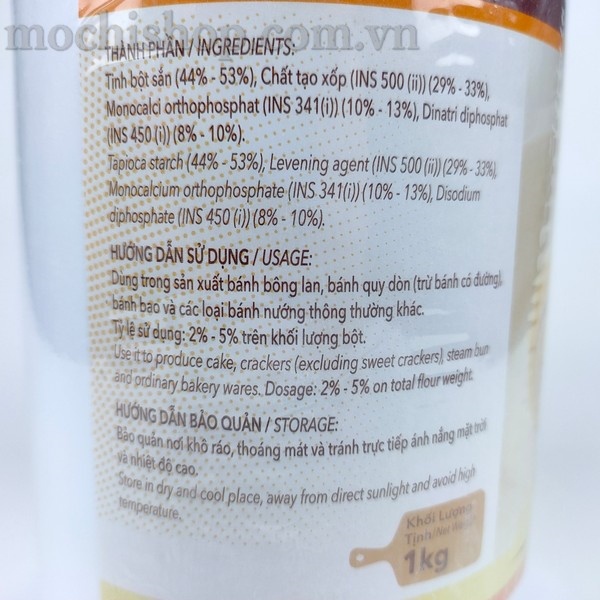 mochishop.com.vn
THÀNH PHẦN / INGREDIENTS:
Tinh bột sắn (44% - 53%), Chất tạo xốp (INS 500 (ii)) (29% - 33%),
Monocalci orthophosphat (INS 341(i)) (10% - 13%), Dinatri diphosphat
(INS 450 (i)) (8% - 10%).
Tapioca starch (44% - 53%), Levening agent (INS 500 (ii)) (29% - 33%),
Monocalcium orthophosphate (INS 341(i)) (10% - 13%), Disodium
diphosphate (INS 450 (i)) (8% - 10%).
HƯỚNG DẪN SỬ DỤNG / USAGE:
Dùng trong sản xuất bánh bông lan, bánh quy dòn (trừ bánh có đường),
bánh bao và các loại bánh nướng thông thường khác.
Tỷ lệ sử dụng: 2% - 5% trên khối lượng bột.
Use it to produce cake, crackers (excluding sweet crackers), steam bun
and ordinary bakery wares. Dosage: 2% - 5% on total flour weight.
HƯỚNG DẪN BẢO QUẢN / STORAGE:
Bảo quản nơi khô ráo, thoáng mát và tránh trực tiếp ánh nắng mặt trời
và nhiệt độ cao.
Store in dry and cool place, away from direct sunlight and avoid high
temperature.
Khối Lượng
Tịnh/Net Weight
1kg